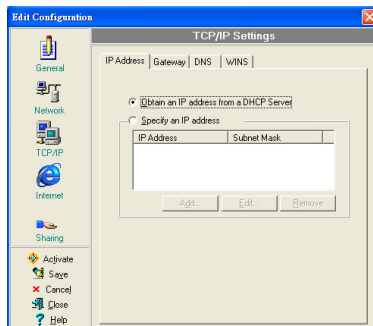 Edit Configuration
TCP/IP Settings
General
Network
TCP/IP
Internet
Sharing
Activate
Save
Cancel
Close
Help
IP Address Gateway DNS WINS
Obtain an IP address from a DHCP Server
Specify an IP address
IP Address Subnet Mask
Add... Edit... Remove